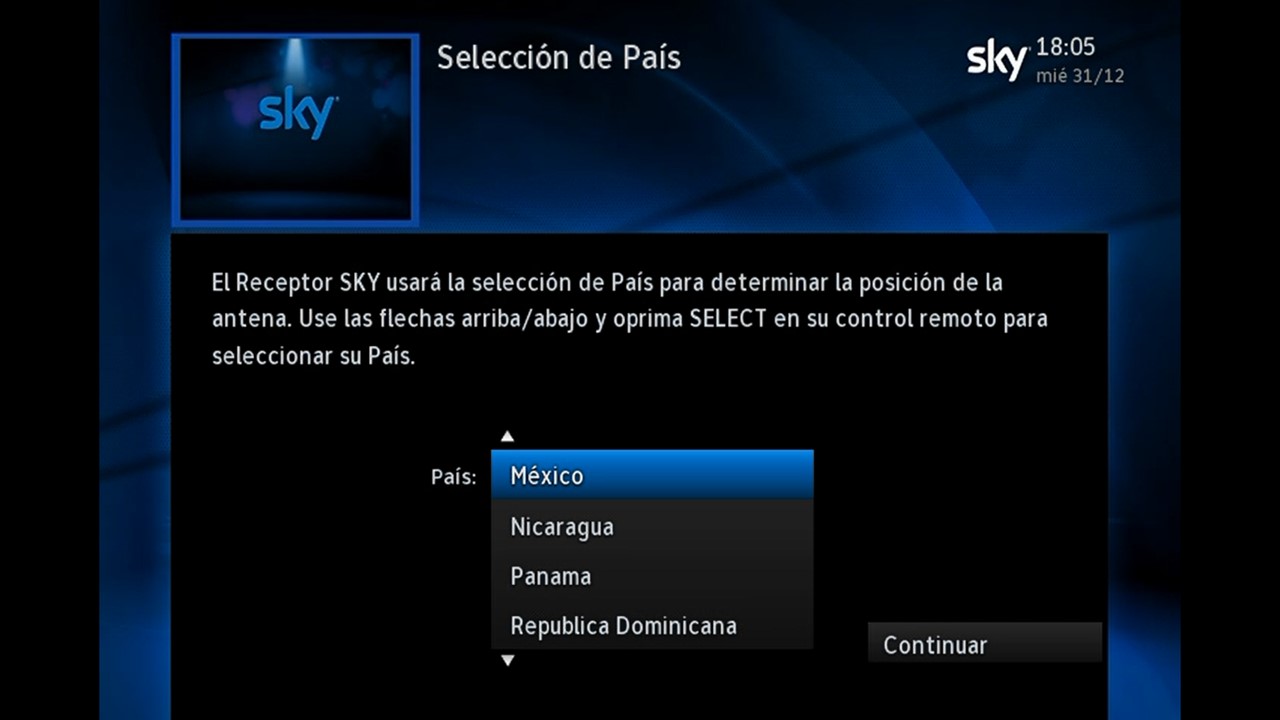 sky
Selección de País
sky 18:05
mié 31/12
El Receptor SKY usará la selección de País para determinar la posición de la
antena. Use las flechas arriba/abajo y oprima SELECT en su control remoto para
seleccionar su País.
País: México
Nicaragua
Panama
Republica Dominicana
Continuar